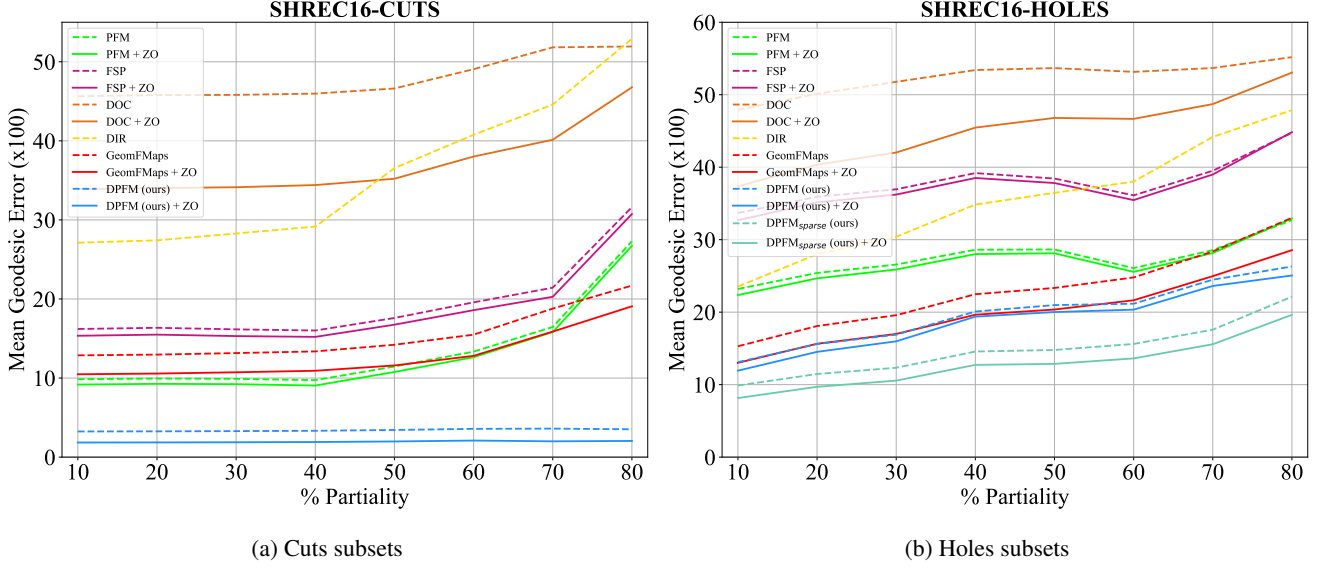 SHREC16-CUTS
Mean Geodesic Error (x100)
50
40
30
20
10
0
PFM
PFM + ZO
FSP
FSP + ZO
DOC
DOC + ZO
DIR
GeomFMaps
GeomFMaps + ZO
DPFM (ours)
DPFM (ours) + ZO
10 20 30 40 50 60 70 80
% Partiality
(a) Cuts subsets
SHREC16-HOLES
Mean Geodesic Error (x100)
60
50
40
30
20
10
0
PFM
PFM + ZO
FSP
FSP + ZO
DOC
DOC + ZO
DIR
GeomFMaps
GeomFMaps + ZO
DPFM (ours)
DPFM (ours) + ZO
DPFMsparse (ours)
DPFMsparse (ours) + ZO
10 20 30 40 50 60 70 80
% Partiality
(b) Holes subsets